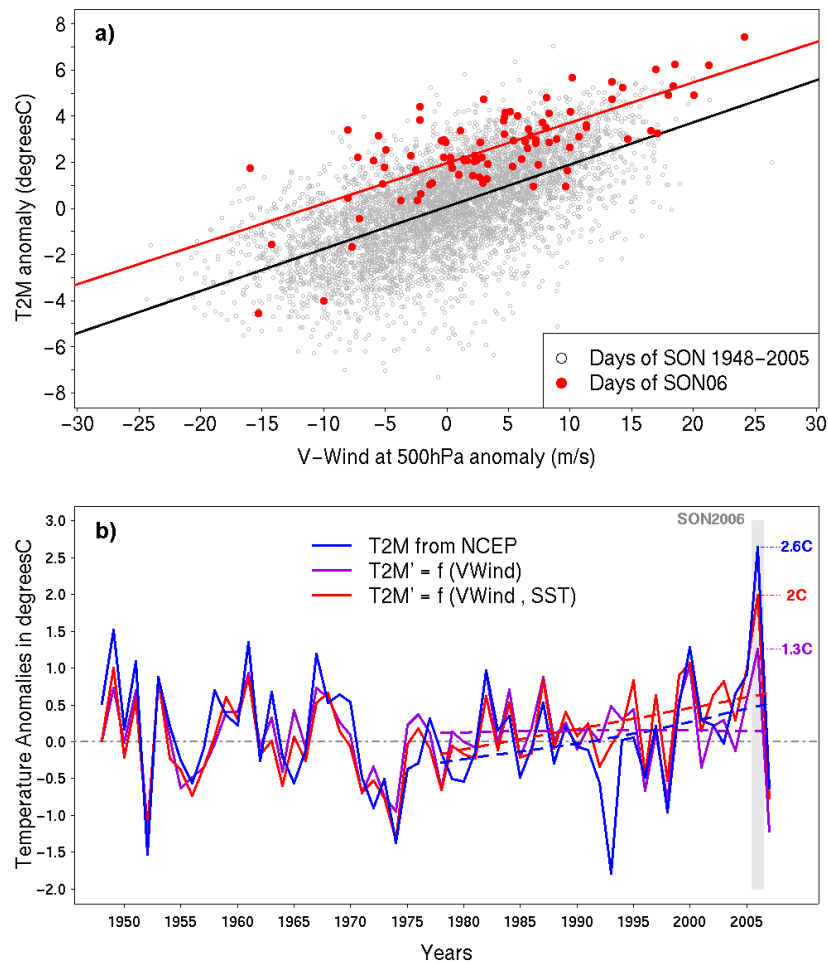 a)
8
6
4
2
0
−2
−4
−6
−8
T2M anomaly (degreesC)
Days of SON 1948−2005
Days of SON06
−30 −25 −20 −15 −10 −5 0 5 10 15 20 25 30
V−Wind at 500hPa anomaly (m/s)
b)
SON2006
3.0
2.5
2.0
1.5
1.0
0.5
0.0
−0.5
−1.0
−1.5
−2.0
Temperature Anomalies in degreesC
T2M from NCEP
T2M' = f (VWind)
T2M' = f (VWind , SST)
2.6C
2C
1.3C
1950 1955 1960 1965 1970 1975 1980 1985 1990 1995 2000 2005
Years